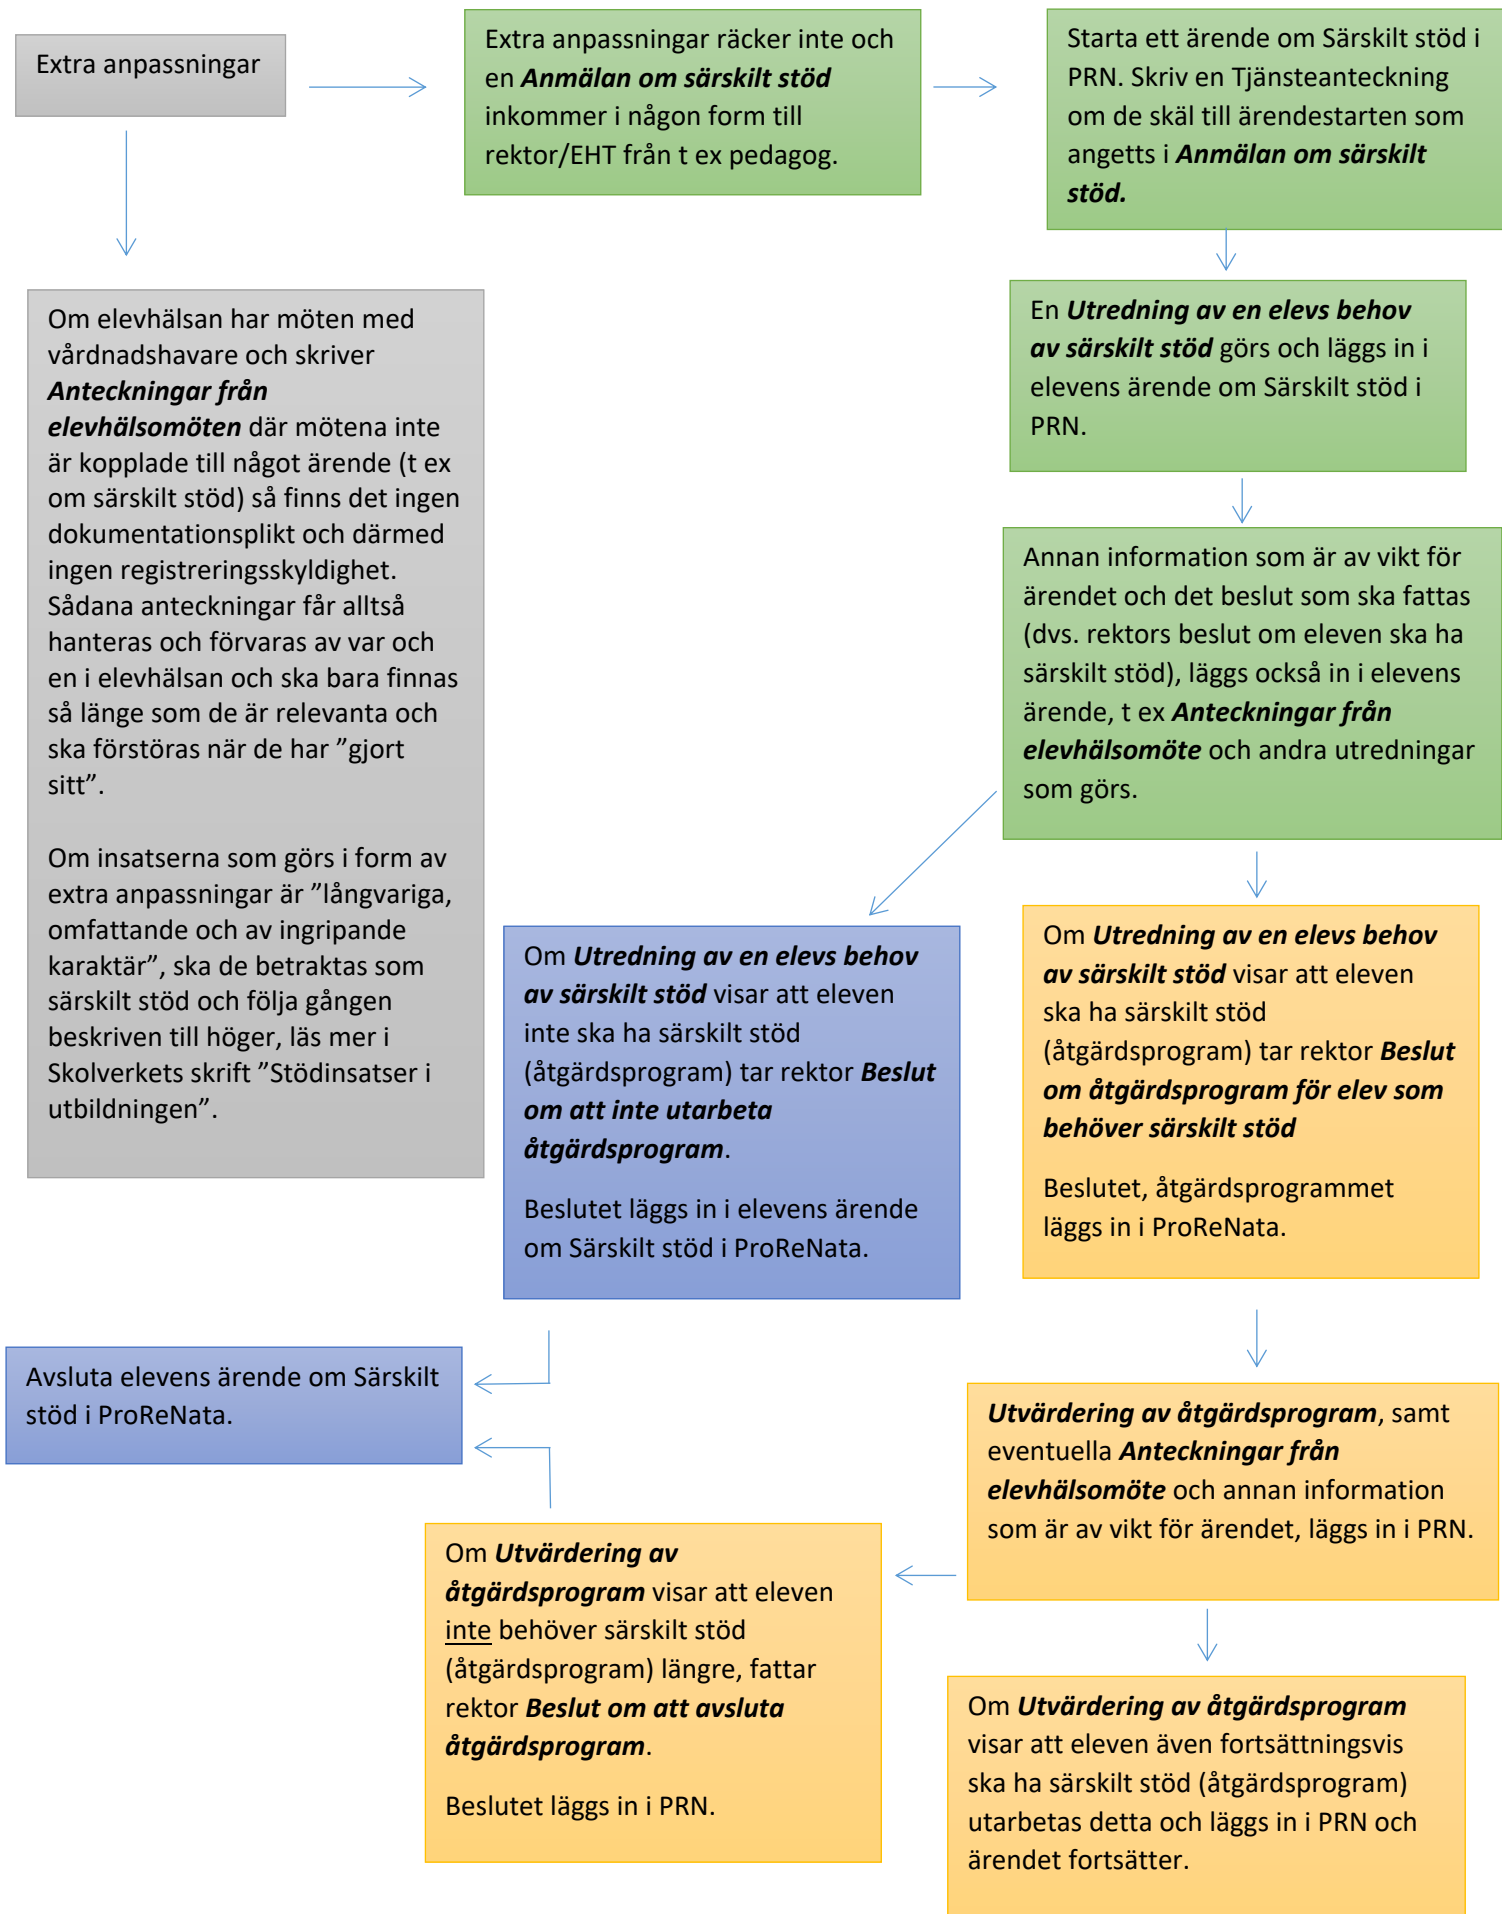 Extra anpassningar
Extra anpassningar räcker inte och
en Anmälan om särskilt stöd
inkommer i någon form till
rektor/EHT från t ex pedagog.
Starta ett ärende om Särskilt stöd i
PRN. Skriv en Tjänsteanteckning
om de skäl till ärendestarten som
angetts i Anmälan om särskilt
stöd.
Om elevhälsan har möten med
vårdnadshavare och skriver
Anteckningar från
elevhälsomöten där mötena inte
är kopplade till något ärende (t ex
om särskilt stöd) så finns det ingen
dokumentationsplikt och därmed
ingen registreringsskyldighet.
Sådana anteckningar får alltså
hanteras och förvaras av var och
en i elevhälsan och ska bara finnas
så länge som de är relevanta och
ska förstöras när de har ”gjort
sitt”.
Om insatserna som görs i form av
extra anpassningar är ”långvariga,
omfattande och av ingripande
karaktär”, ska de betraktas som
särskilt stöd och följa gången
beskriven till höger, läs mer i
Skolverkets skrift ”Stödinsatser i
utbildningen”.
En Utredning av en elevs behov
av särskilt stöd görs och läggs in i
elevens ärende om Särskilt stöd i
PRN.
Annan information som är av vikt för
ärendet och det beslut som ska fattas
(dvs. rektors beslut om eleven ska ha
särskilt stöd), läggs också in i elevens
ärende, t ex Anteckningar från
elevhälsomöte och andra utredningar
som görs.
Om Utredning av en elevs behov
av särskilt stöd visar att eleven
inte ska ha särskilt stöd
(åtgärdsprogram) tar rektor Beslut
om att inte utarbeta
åtgärdsprogram.
Beslutet läggs in i elevens ärende
om Särskilt stöd i ProReNata.
Om Utredning av en elevs behov
av särskilt stöd visar att eleven
ska ha särskilt stöd
(åtgärdsprogram) tar rektor Beslut
om åtgärdsprogram för elev som
behöver särskilt stöd
Beslutet, åtgärdsprogrammet
läggs in i ProReNata.
Avsluta elevens ärende om Särskilt
stöd i ProReNata.
Utvärdering av åtgärdsprogram, samt
eventuella Anteckningar från
elevhälsomöte och annan information
som är av vikt för ärendet, läggs in i PRN.
Om Utvärdering av
åtgärdsprogram visar att eleven
inte behöver särskilt stöd
(åtgärdsprogram) längre, fattar
rektor Beslut om att avsluta
åtgärdsprogram.
Beslutet läggs in i PRN.
Om Utvärdering av åtgärdsprogram
visar att eleven även fortsättningsvis
ska ha särskilt stöd (åtgärdsprogram)
utarbetas detta och läggs in i PRN och
ärendet fortsätter.